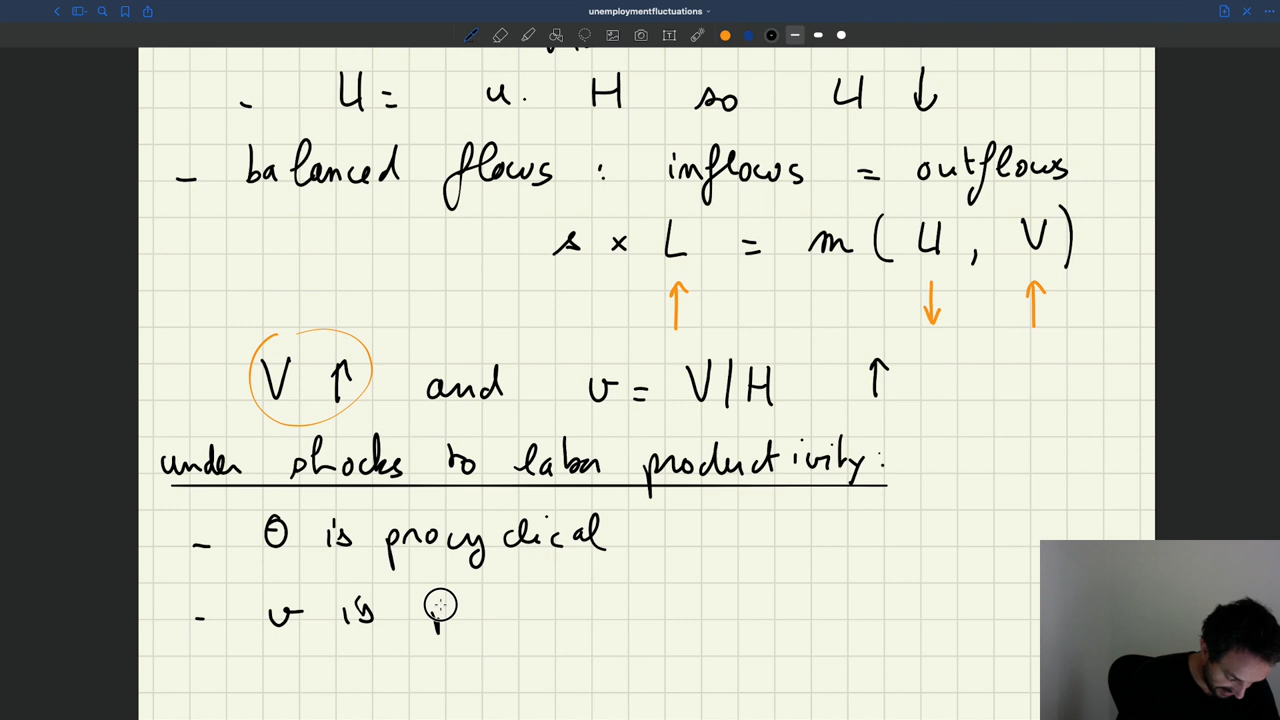 unemploymentfluctuations
- U = u . H so U ↓
- balanced flows : inflows = outflows
s × L = m ( U , V )
↑ ↓ ↑
V ↑ and v = V/H ↑
under shocks to labor productivity :
- θ is procyclical
- v is